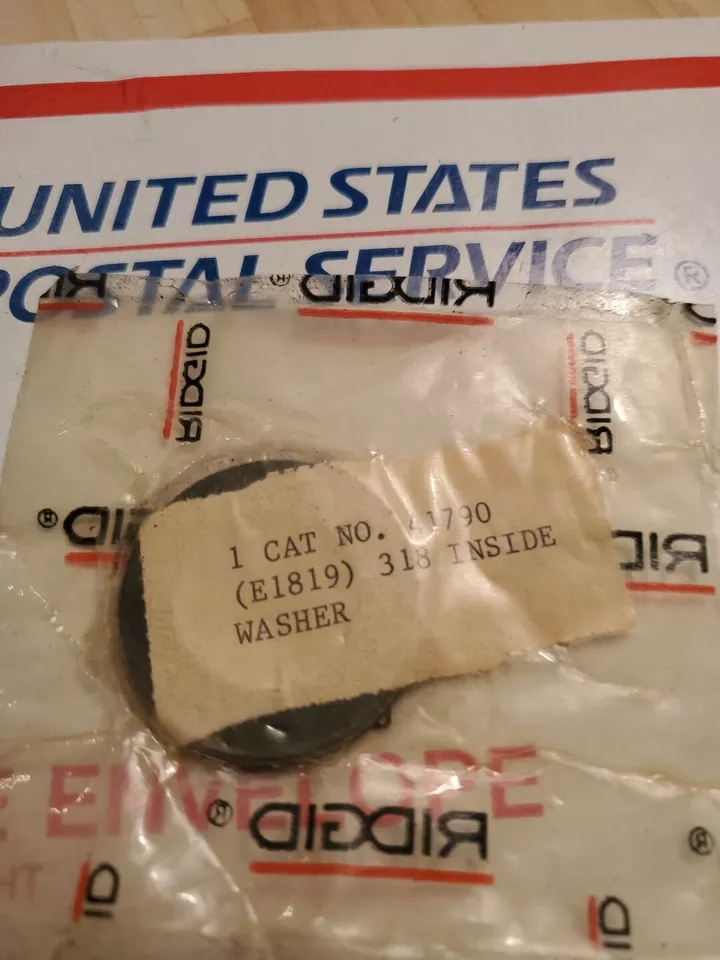 UNITED STATES
POSTAL SERVICE®
® RIDGID
RIDGID
RIDGID
® RIDGID
RIDGID
1 CAT NO. 41790
(E1819) 318 INSIDE
WASHER
ENVELOPE
® RIDGID
®